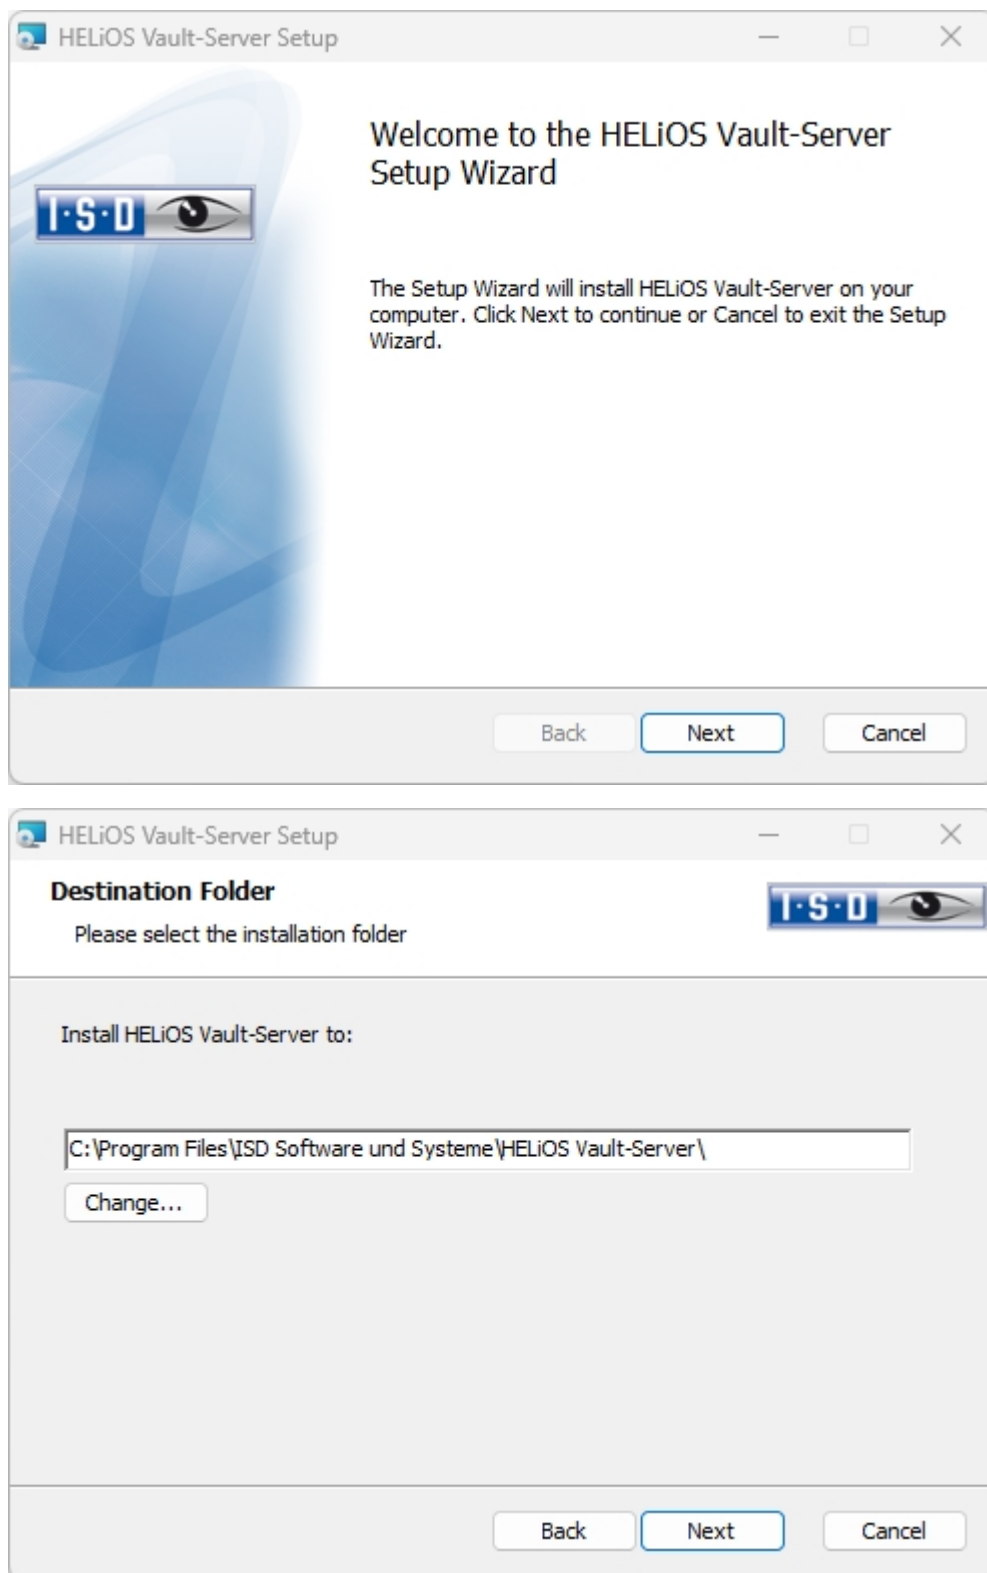 HELiOS Vault-Server Setup
Welcome to the HELiOS Vault-Server
Setup Wizard
I·S·D
The Setup Wizard will install HELiOS Vault-Server on your
computer. Click Next to continue or Cancel to exit the Setup
Wizard.
Back Next Cancel
HELiOS Vault-Server Setup
Destination Folder
I·S·D
Please select the installation folder
Install HELiOS Vault-Server to:
C:\Program Files\ISD Software und Systeme\HELiOS Vault-Server\
Change...
Back Next Cancel